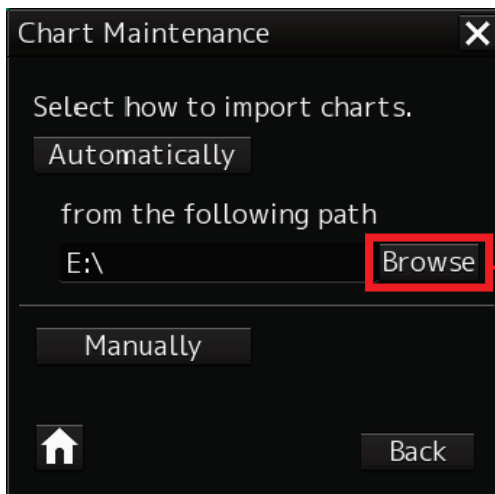 Chart Maintenance
Select how to import charts.
Automatically
from the following path
E:\ Browse
Manually
Back